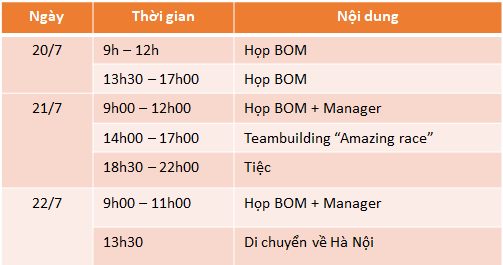 Ngày Thời gian Nội dung
20/7 9h – 12h Họp BOM
13h30 – 17h00 Họp BOM
21/7 9h00 – 12h00 Họp BOM + Manager
14h00 – 17h00 Teambuilding “Amazing race”
18h30 – 22h00 Tiệc
22/7 9h00 – 11h00 Họp BOM + Manager
13h30 Di chuyển về Hà Nội